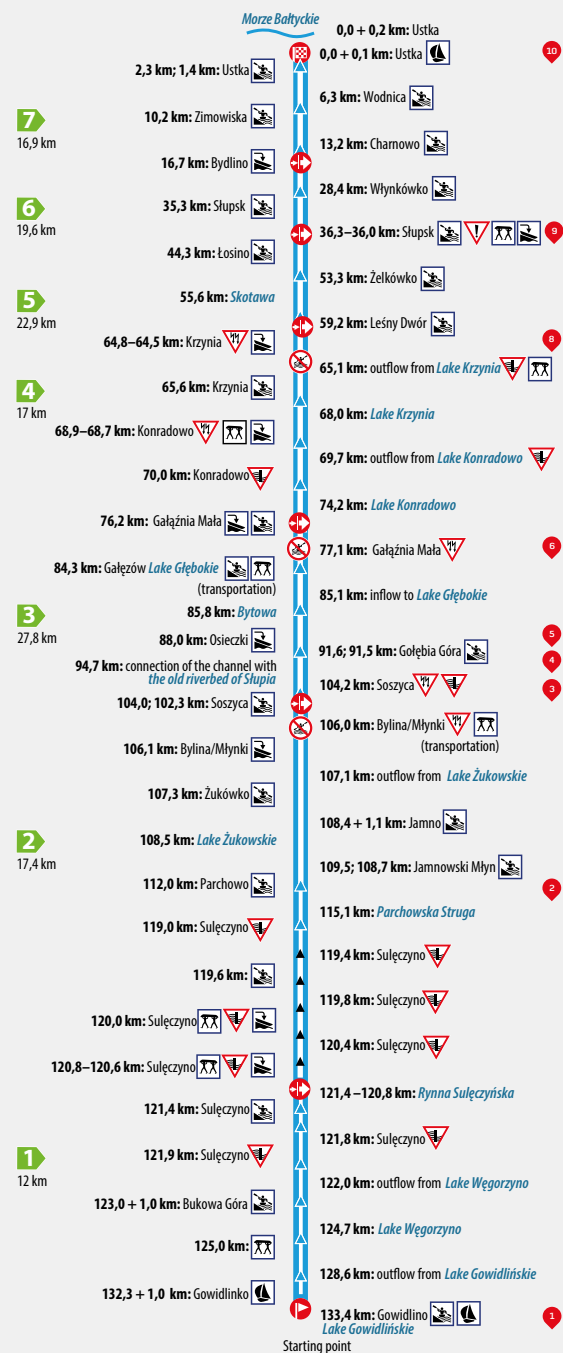 Morze Bałtyckie
0,0 + 0,2 km: Ustka
0,0 + 0,1 km: Ustka
10
2,3 km; 1,4 km: Ustka
6,3 km: Wodnica
7
16,9 km
10,2 km: Zimowiska
13,2 km: Charnowo
16,7 km: Bydlino
28,4 km: Włynkówko
6
19,6 km
35,3 km: Słupsk
36,3–36,0 km: Słupsk
9
44,3 km: Łosino
53,3 km: Żelkówko
5
22,9 km
55,6 km: Skotawa
59,2 km: Leśny Dwór
8
64,8–64,5 km: Krzynia
65,1 km: outflow from Lake Krzynia
4
17 km
65,6 km: Krzynia
68,0 km: Lake Krzynia
68,9–68,7 km: Konradowo
69,7 km: outflow from Lake Konradowo
70,0 km: Konradowo
74,2 km: Lake Konradowo
76,2 km: Gałąźnia Mała
77,1 km: Gałąźnia Mała
6
84,3 km: Gałęzów Lake Głębokie
(transportation)
85,1 km: inflow to Lake Głębokie
3
27,8 km
85,8 km: Bytowa
88,0 km: Osieczki
5
91,6; 91,5 km: Gołębia Góra
4
94,7 km: connection of the channel with
the old riverbed of Słupia
104,2 km: Soszyca
3
104,0; 102,3 km: Soszyca
106,0 km: Bylina/Młynki
(transportation)
106,1 km: Bylina/Młynki
107,1 km: outflow from Lake Żukowskie
107,3 km: Żukówko
108,4 + 1,1 km: Jamno
2
17,4 km
108,5 km: Lake Żukowskie
109,5; 108,7 km: Jamnowski Młyn
2
112,0 km: Parchowo
115,1 km: Parchowska Struga
119,0 km: Sulęczyno
119,4 km: Sulęczyno
119,6 km:
119,8 km: Sulęczyno
120,0 km: Sulęczyno
120,4 km: Sulęczyno
120,8–120,6 km: Sulęczyno
121,4 –120,8 km: Rynna Sulęczyńska
121,4 km: Sulęczyno
121,8 km: Sulęczyno
1
12 km
121,9 km: Sulęczyno
122,0 km: outflow from Lake Węgorzyno
123,0 + 1,0 km: Bukowa Góra
124,7 km: Lake Węgorzyno
125,0 km:
128,6 km: outflow from Lake Gowidlińskie
132,3 + 1,0 km: Gowidlinko
133,4 km: Gowidlino
1
Lake Gowidlińskie
Starting point